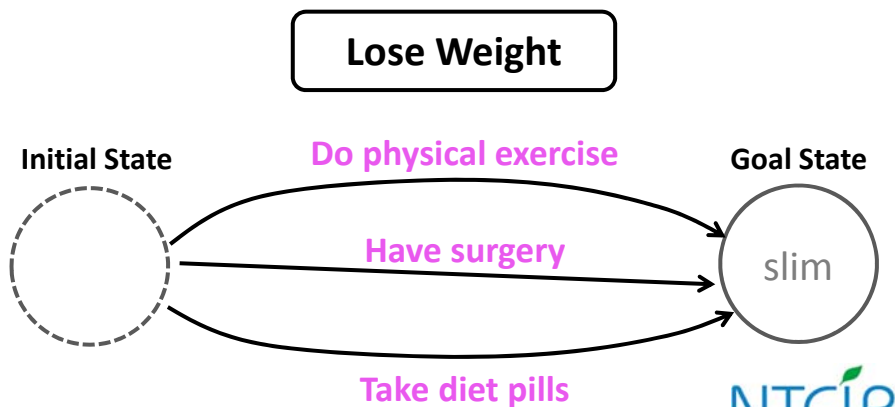 Lose Weight
Initial State
Do physical exercise
Goal State
Have surgery
slim
Take diet pills